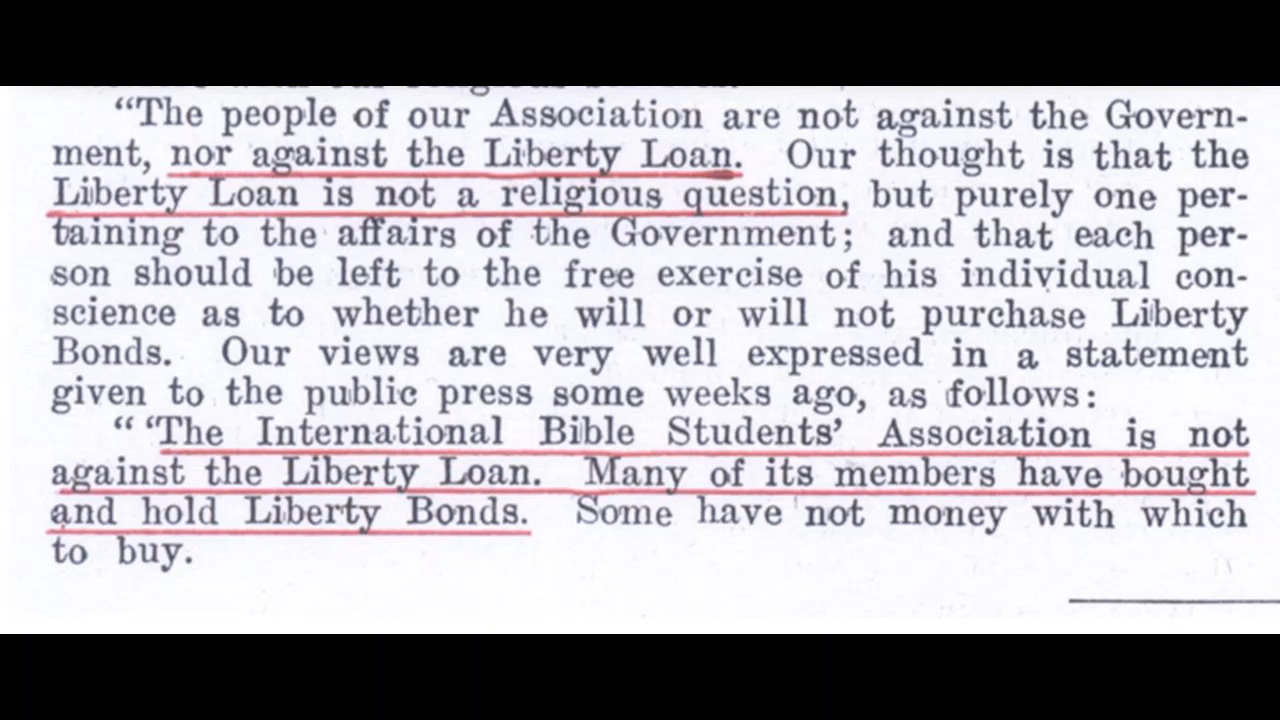 “The people of our Association are not against the Govern-
ment, nor against the Liberty Loan. Our thought is that the
Liberty Loan is not a religious question, but purely one per-
taining to the affairs of the Government; and that each per-
son should be left to the free exercise of his individual con-
science as to whether he will or will not purchase Liberty
Bonds. Our views are very well expressed in a statement
given to the public press some weeks ago, as follows:
“ ‘The International Bible Students’ Association is not
against the Liberty Loan. Many of its members have bought
and hold Liberty Bonds. Some have not money with which
to buy.